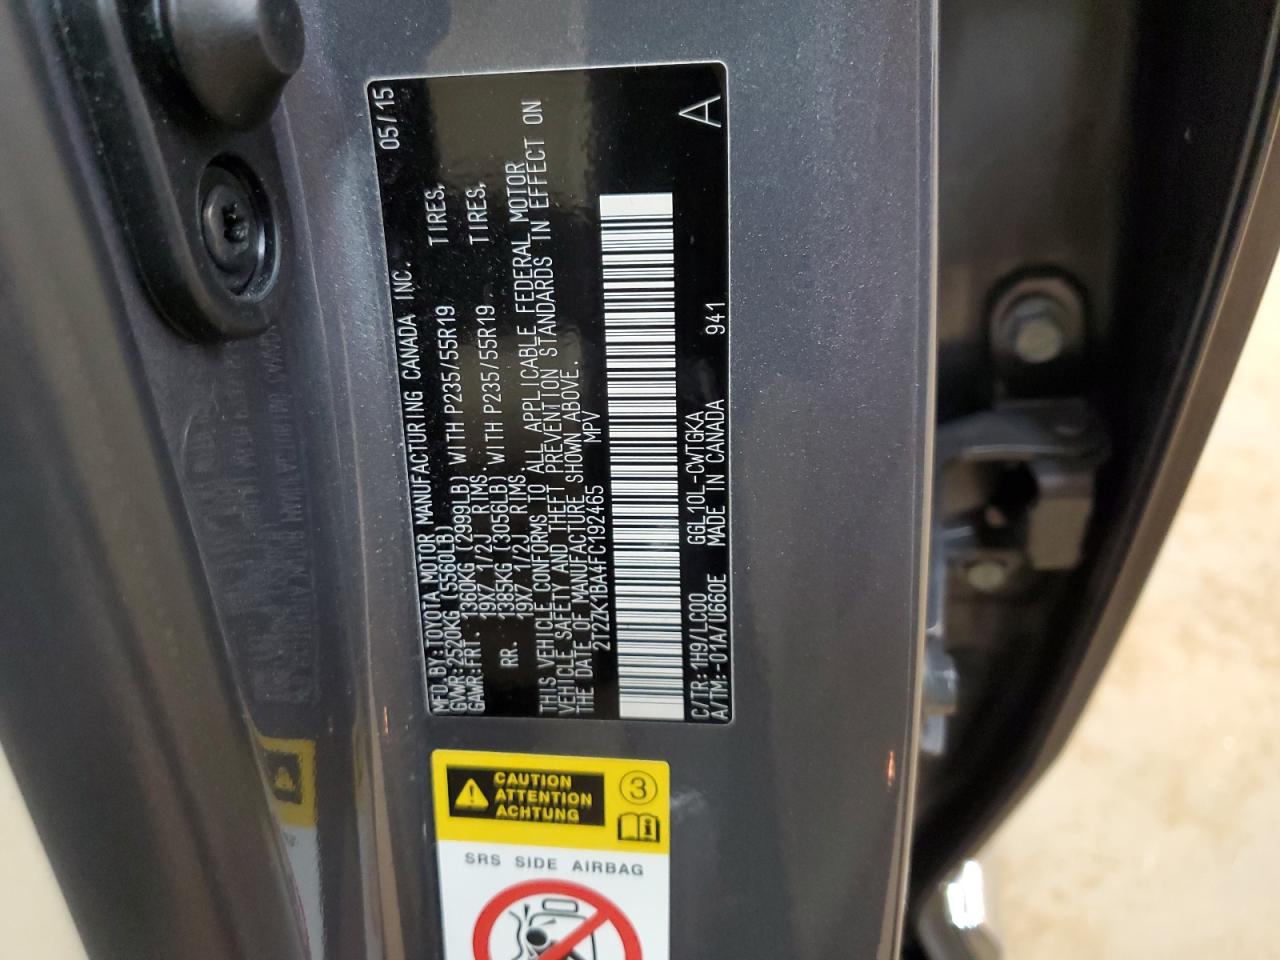 MFD.BY:TOYOTA MOTOR MANUFACTURING CANADA INC. 05/15
GVWR:2520KG (5560LB)
GAWR:FRT. 1360KG (2999LB) WITH P235/55R19 TIRES,
19X7 1/2J RIMS.
RR. 1385KG (3056LB) WITH P235/55R19 TIRES,
19X7 1/2J RIMS.
THIS VEHICLE CONFORMS TO ALL APPLICABLE FEDERAL MOTOR
VEHICLE SAFETY AND THEFT PREVENTION STANDARDS IN EFFECT ON
THE DATE OF MANUFACTURE SHOWN ABOVE.
2T2ZK1BA4FC192465 MPV
C/TR:1H9/LC00 GGL10L-CWTGKA A
A/TM:-01A/U660E MADE IN CANADA 941
CAUTION
ATTENTION
ACHTUNG
3
SRS SIDE AIRBAG